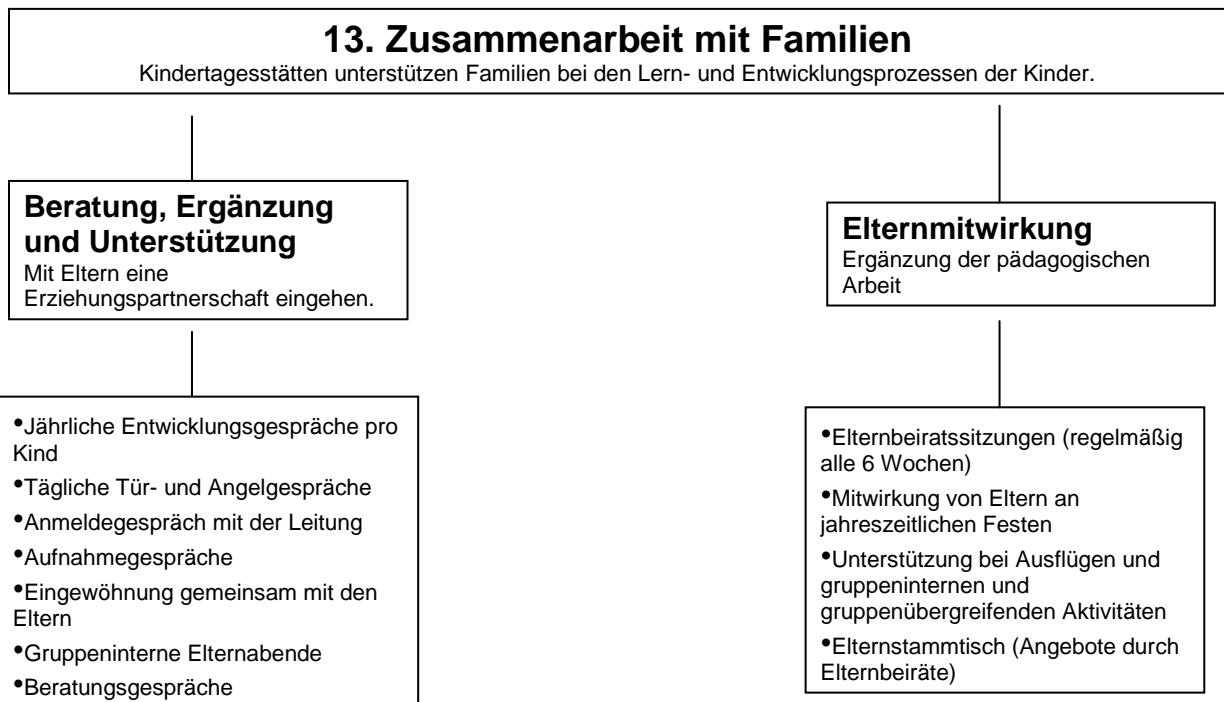 13. Zusammenarbeit mit Familien
Kindertagesstätten unterstützen Familien bei den Lern- und Entwicklungsprozessen der Kinder.
Beratung, Ergänzung
und Unterstützung
Mit Eltern eine
Erziehungspartnerschaft eingehen.
•Jährliche Entwicklungsgespräche pro
Kind
•Tägliche Tür- und Angelgespräche
•Anmeldegespräch mit der Leitung
•Aufnahmegespräche
•Eingewöhnung gemeinsam mit den
Eltern
•Gruppeninterne Elternabende
•Beratungsgespräche
Elternmitwirkung
Ergänzung der pädagogischen
Arbeit
•Elternbeiratssitzungen (regelmäßig
alle 6 Wochen)
•Mitwirkung von Eltern an
jahreszeitlichen Festen
•Unterstützung bei Ausflügen und
gruppeninternen und
gruppenübergreifenden Aktivitäten
•Elternstammtisch (Angebote durch
Elternbeiräte)